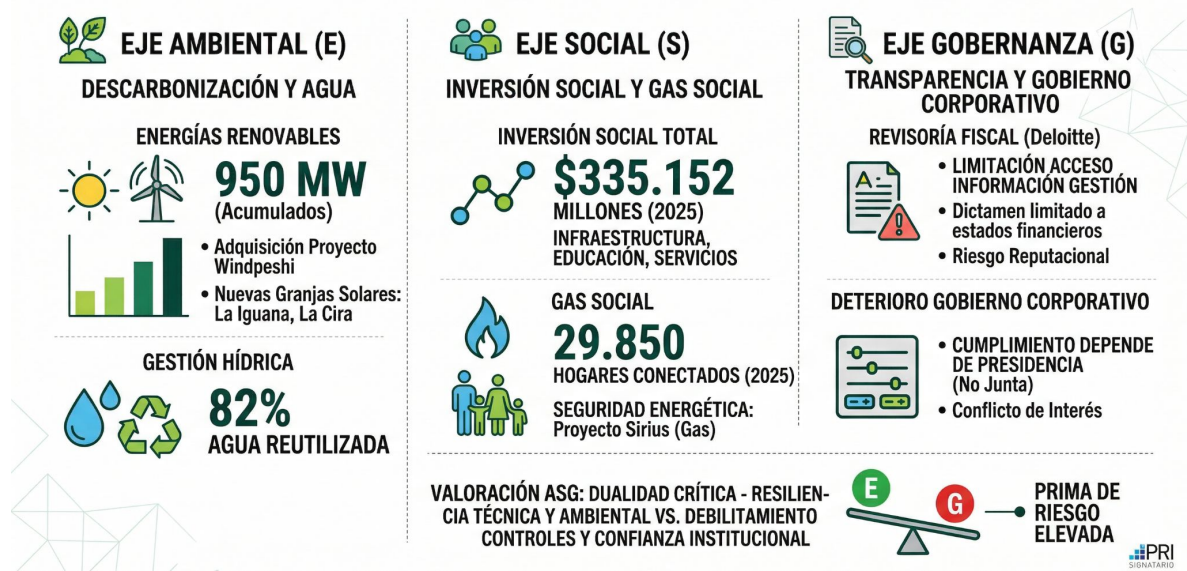 EJE AMBIENTAL (E)
DESCARBONIZACIÓN Y AGUA
ENERGÍAS RENOVABLES
950 MW
(Acumulados)
• Adquisición Proyecto
Windpeshi
• Nuevas Granjas Solares:
La Iguana, La Cira
GESTIÓN HÍDRICA
82%
AGUA REUTILIZADA
EJE SOCIAL (S)
INVERSIÓN SOCIAL Y GAS SOCIAL
INVERSIÓN SOCIAL TOTAL
$335.152
MILLONES (2025)
INFRAESTRUCTURA,
EDUCACIÓN, SERVICIOS
GAS SOCIAL
29.850
HOGARES CONECTADOS (2025)
SEGURIDAD ENERGÉTICA:
Proyecto Sirius (Gas)
EJE GOBERNANZA (G)
TRANSPARENCIA Y GOBIERNO
CORPORATIVO
REVISORÍA FISCAL (Deloitte)
A
• LIMITACIÓN ACCESO
INFORMACIÓN GESTIÓN
• Dictamen limitado a
estados financieros
• Riesgo Reputacional
DETERIORO GOBIERNO CORPORATIVO
• CUMPLIMIENTO DEPENDE
DE PRESIDENCIA
(No Junta)
• Conflicto de Interés
VALORACIÓN ASG: DUALIDAD CRÍTICA - RESILIEN-
CIA TÉCNICA Y AMBIENTAL VS. DEBILITAMIENTO
CONTROLES Y CONFIANZA INSTITUCIONAL
E
G
PRIMA DE
RIESGO
ELEVADA
PRI
SIGNATARIO